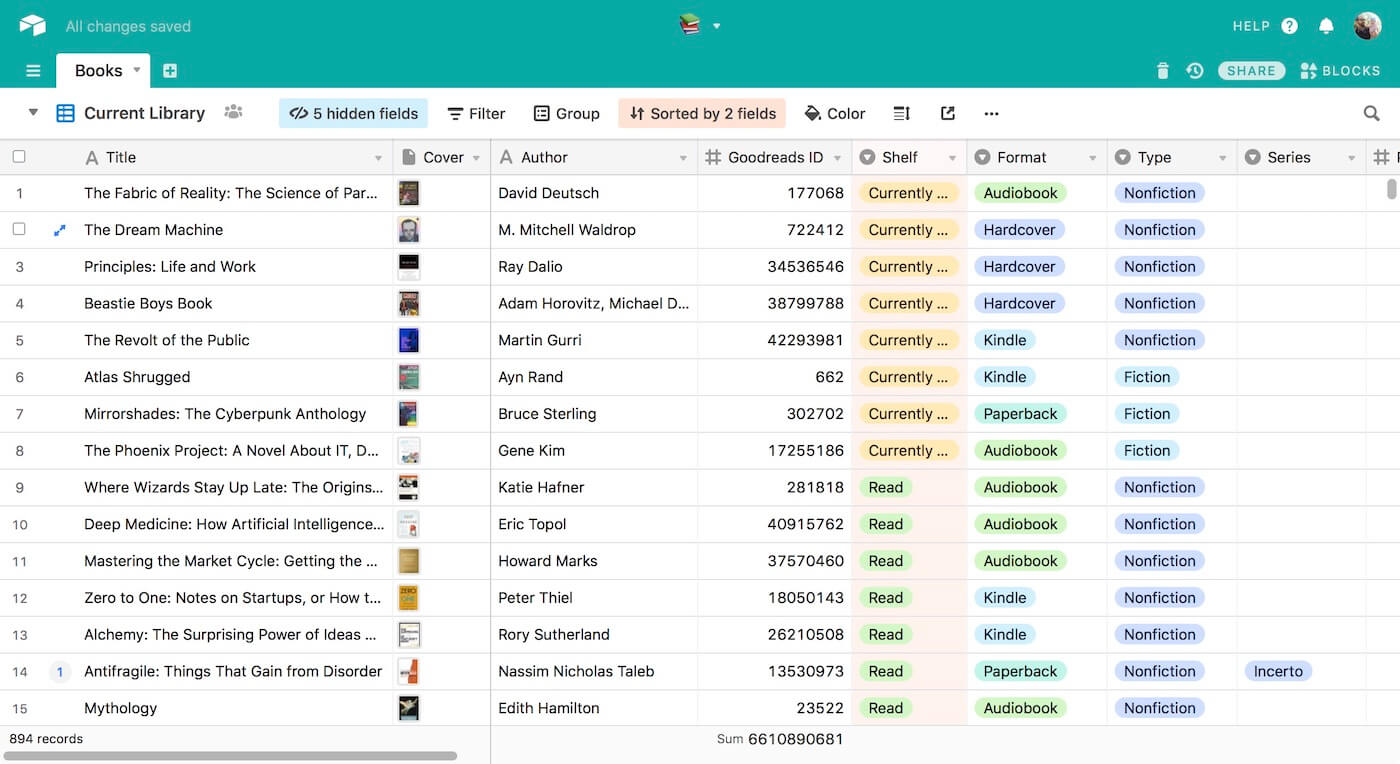 All changes saved
HELP
Books
SHARE BLOCKS
Current Library 5 hidden fields Filter Group Sorted by 2 fields Color
Title Cover Author Goodreads ID Shelf Format Type Series
1 The Fabric of Reality: The Science of Par... David Deutsch 177068 Currently ... Audiobook Nonfiction
The Dream Machine M. Mitchell Waldrop 722412 Currently ... Hardcover Nonfiction
3 Principles: Life and Work Ray Dalio 34536546 Currently ... Hardcover Nonfiction
4 Beastie Boys Book Adam Horovitz, Michael D... 38799788 Currently ... Hardcover Nonfiction
5 The Revolt of the Public Martin Gurri 42293981 Currently ... Kindle Nonfiction
6 Atlas Shrugged Ayn Rand 662 Currently ... Kindle Fiction
7 Mirrorshades: The Cyberpunk Anthology Bruce Sterling 302702 Currently ... Paperback Fiction
8 The Phoenix Project: A Novel About IT, D... Gene Kim 17255186 Currently ... Audiobook Fiction
9 Where Wizards Stay Up Late: The Origins... Katie Hafner 281818 Read Audiobook Nonfiction
10 Deep Medicine: How Artificial Intelligence... Eric Topol 40915762 Read Audiobook Nonfiction
11 Mastering the Market Cycle: Getting the ... Howard Marks 37570460 Read Audiobook Nonfiction
12 Zero to One: Notes on Startups, or How t... Peter Thiel 18050143 Read Kindle Nonfiction
13 Alchemy: The Surprising Power of Ideas ... Rory Sutherland 26210508 Read Kindle Nonfiction
14 1 Antifragile: Things That Gain from Disorder Nassim Nicholas Taleb 13530973 Read Paperback Nonfiction Incerto
15 Mythology Edith Hamilton 23522 Read Audiobook Nonfiction
894 records Sum 6610890681